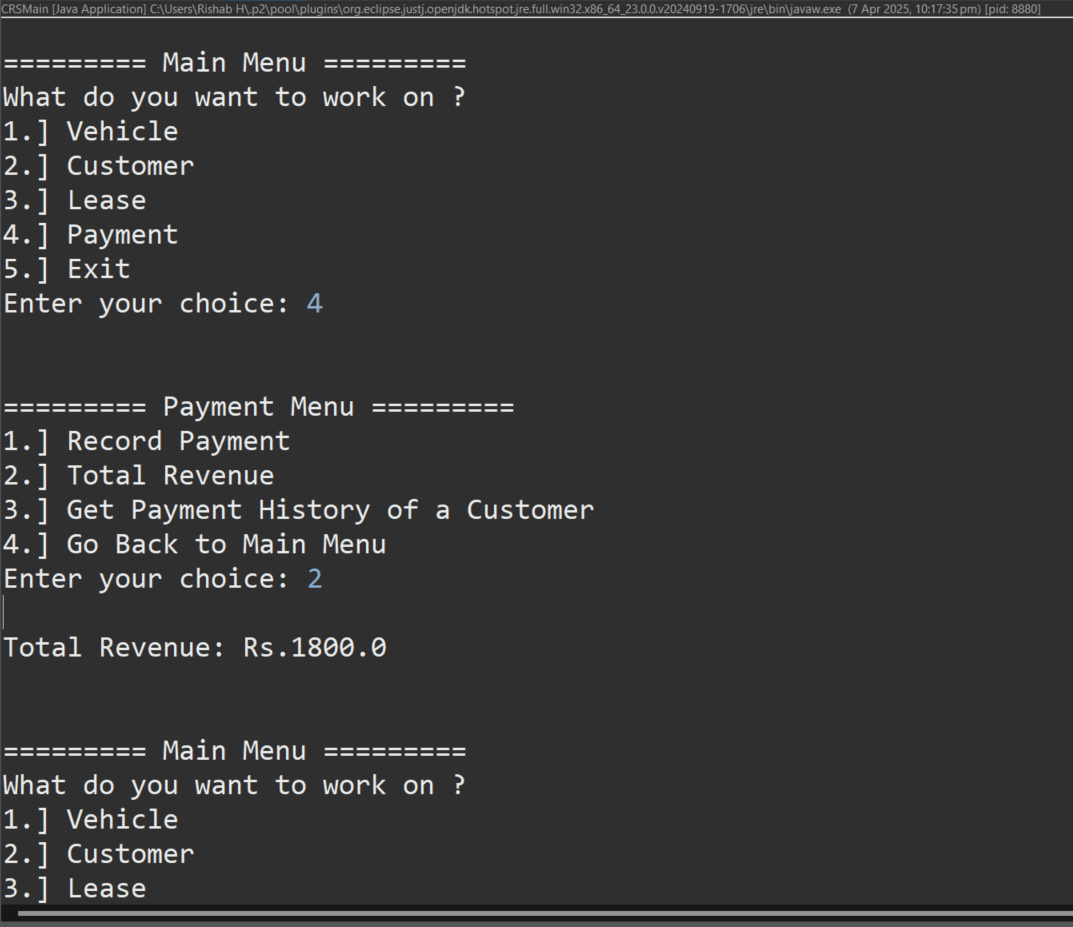 CRSMain [Java Application] C:\Users\Rishab H\.p2\pool\plugins\org.eclipse.justj.openjdk.hotspot.jre.full.win32.x86_64_23.0.0.v20240919-1706\jre\bin\javaw.exe (7 Apr 2025, 10:17:35 pm) [pid: 8880]
========= Main Menu =========
What do you want to work on ?
1.] Vehicle
2.] Customer
3.] Lease
4.] Payment
5.] Exit
Enter your choice: 4
========= Payment Menu =========
1.] Record Payment
2.] Total Revenue
3.] Get Payment History of a Customer
4.] Go Back to Main Menu
Enter your choice: 2
Total Revenue: Rs.1800.0
========= Main Menu =========
What do you want to work on ?
1.] Vehicle
2.] Customer
3.] Lease